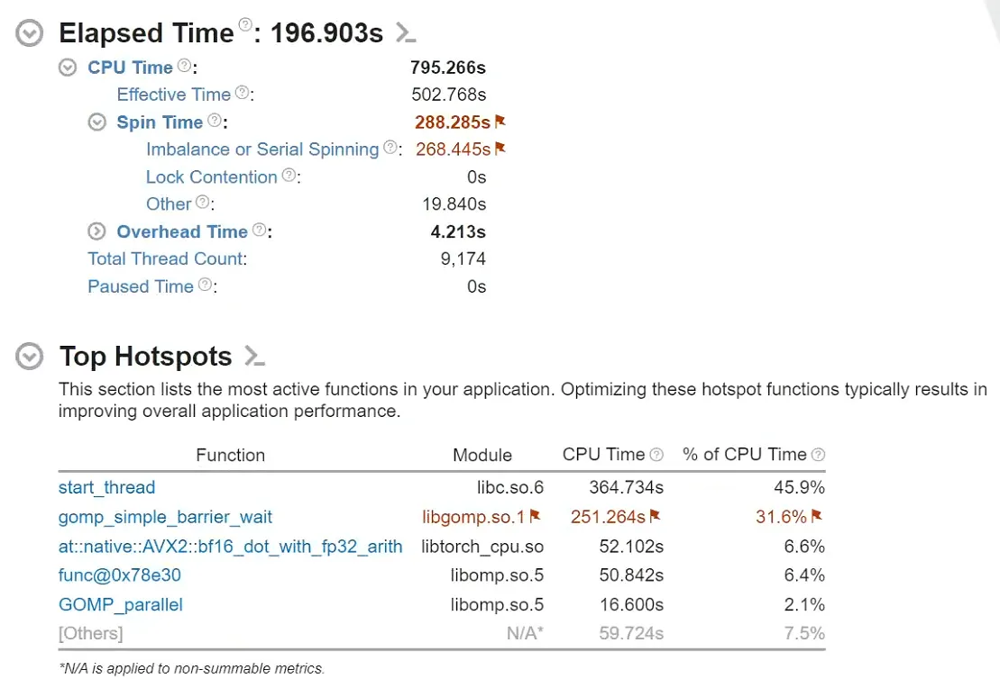 Elapsed Time ?: 196.903s >_
CPU Time ?: 795.266s
Effective Time ?: 502.768s
Spin Time ?: 288.285s
Imbalance or Serial Spinning ?: 268.445s
Lock Contention ?: 0s
Other ?: 19.840s
Overhead Time ?: 4.213s
Total Thread Count: 9,174
Paused Time ?: 0s
Top Hotspots >_
This section lists the most active functions in your application. Optimizing these hotspot functions typically results in
improving overall application performance.
Function Module CPU Time ? % of CPU Time ?
start_thread libc.so.6 364.734s 45.9%
gomp_simple_barrier_wait libgomp.so.1 251.264s 31.6%
at::native::AVX2::bf16_dot_with_fp32_arith libtorch_cpu.so 52.102s 6.6%
func@0x78e30 libomp.so.5 50.842s 6.4%
GOMP_parallel libomp.so.5 16.600s 2.1%
[Others] N/A* 59.724s 7.5%
*N/A is applied to non-summable metrics.